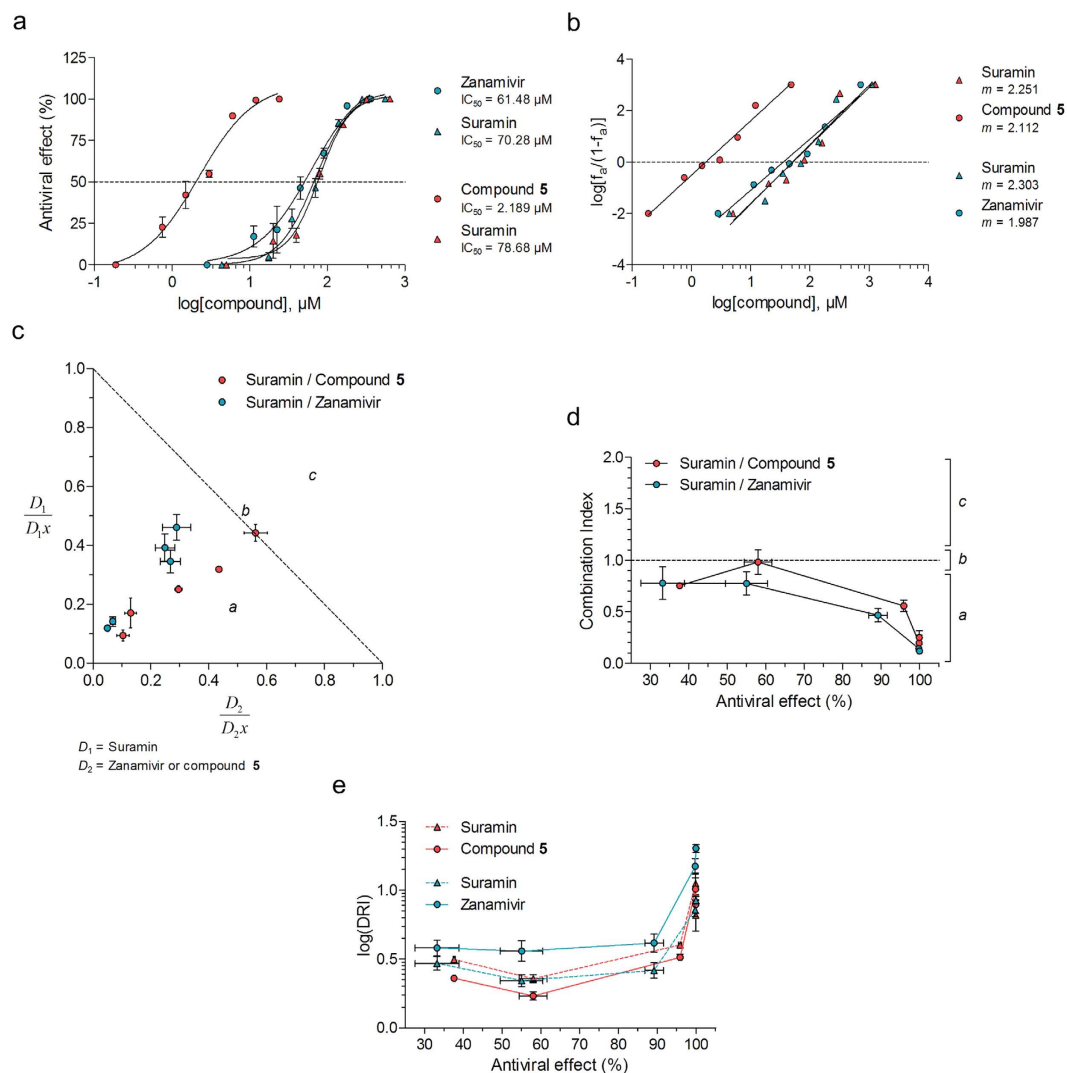 a
Antiviral effect (%)
125
100
75
50
25
0
-1
0
1
2
3
log[compound], µM
Zanamivir
IC50 = 61.48 µM
Suramin
IC50 = 70.28 µM
Compound 5
IC50 = 2.189 µM
Suramin
IC50 = 78.68 µM
b
log[fa/(1-fa)]
4
2
0
-2
-4
-1
0
1
2
3
4
log[compound], µM
Suramin
m = 2.251
Compound 5
m = 2.112
Suramin
m = 2.303
Zanamivir
m = 1.987
c
1.0
0.8
0.6
0.4
0.2
0.0
0.0
0.2
0.4
0.6
0.8
1.0
D1
D1x
D2
D2x
Suramin / Compound 5
Suramin / Zanamivir
c
b
a
D1 = Suramin
D2 = Zanamivir or compound 5
d
Combination Index
2.0
1.5
1.0
0.5
0.0
30
40
50
60
70
80
90
100
Antiviral effect (%)
Suramin / Compound 5
Suramin / Zanamivir
c
b
a
e
log(DRI)
1.5
1.0
0.5
0.0
30
40
50
60
70
80
90
100
Antiviral effect (%)
Suramin
Compound 5
Suramin
Zanamivir